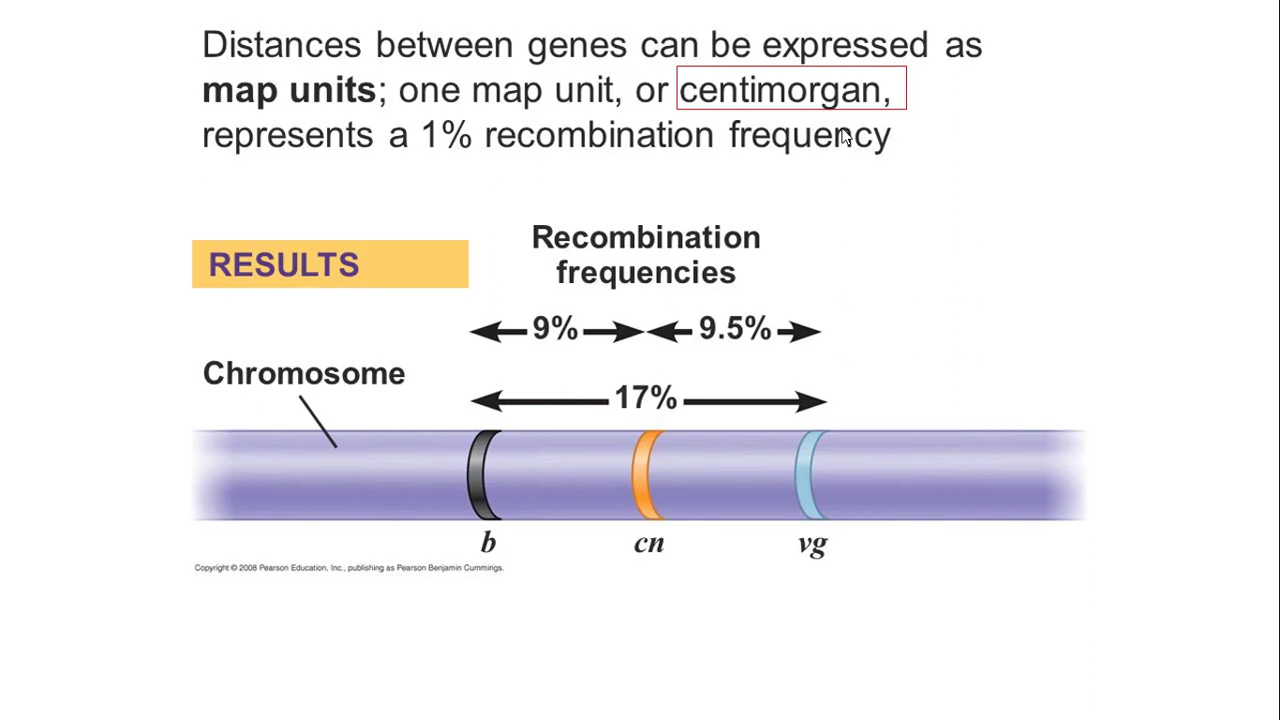 Distances between genes can be expressed as
map units; one map unit, or centimorgan,
represents a 1% recombination frequency
Recombination
frequencies
RESULTS
9%
9.5%
Chromosome
17%
b
cn
vg
Copyright © 2008 Pearson Education, Inc., publishing as Pearson Benjamin Cummings.